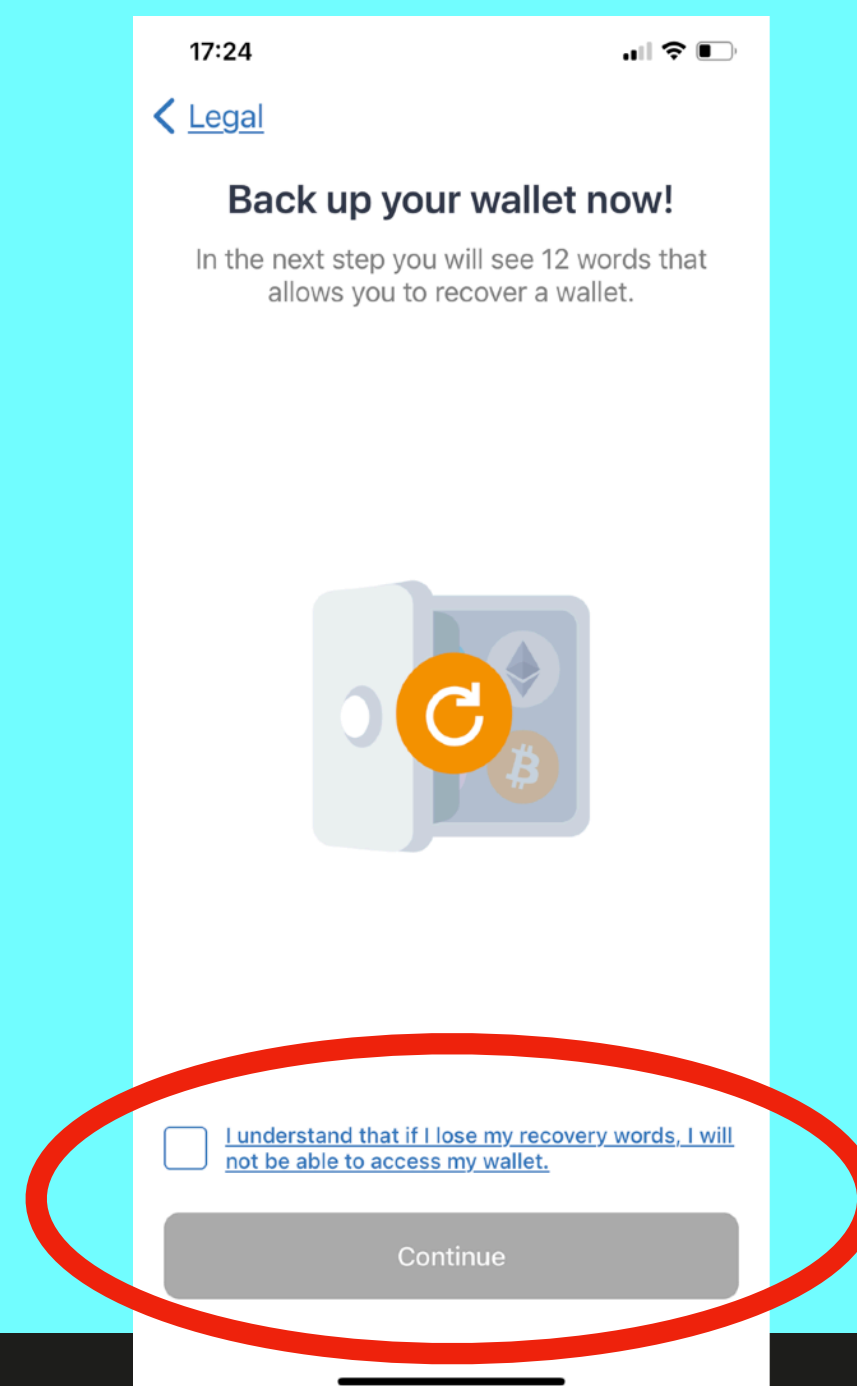 17:24
Legal
Back up your wallet now!
In the next step you will see 12 words that
allows you to recover a wallet.
I understand that if I lose my recovery words, I will
not be able to access my wallet.
Continue